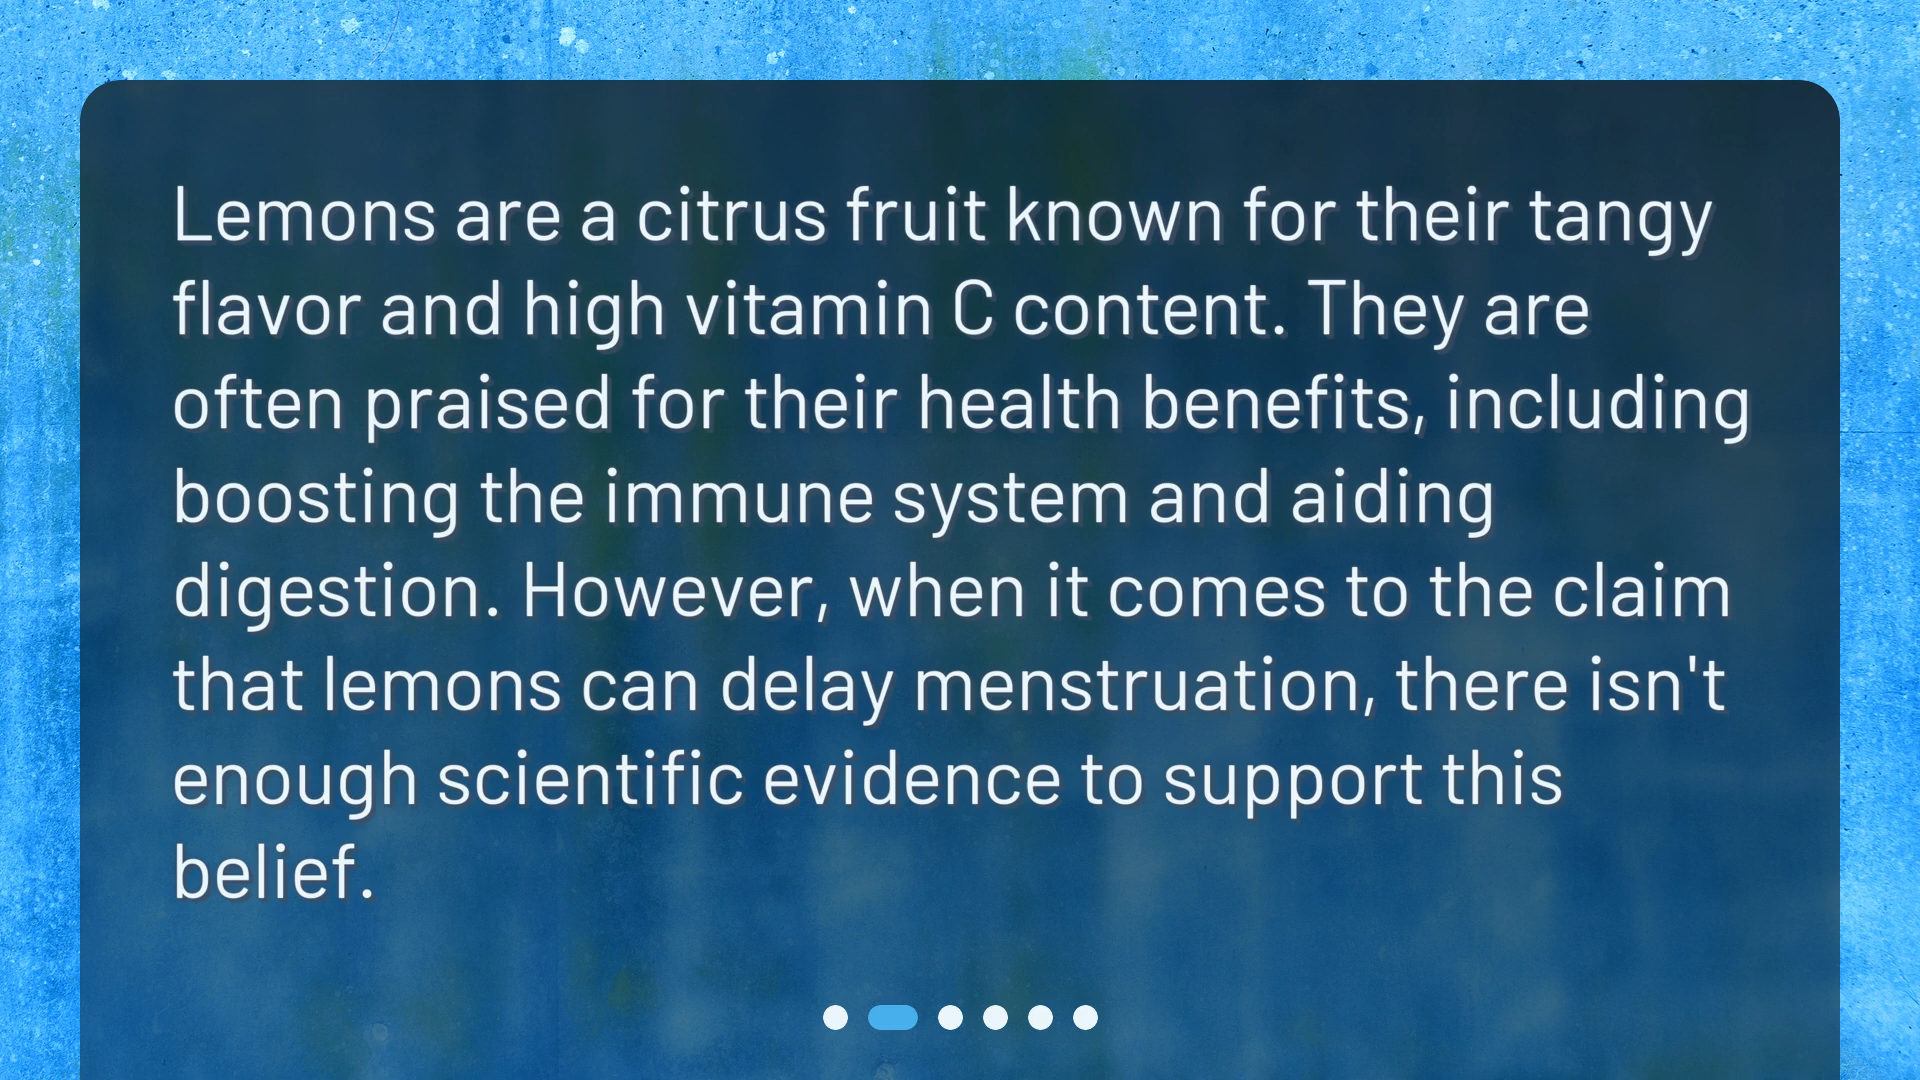 Lemons are a citrus fruit known for their tangy
flavor and high vitamin C content. They are
often praised for their health benefits, including
boosting the immune system and aiding
digestion. However, when it comes to the claim
that lemons can delay menstruation, there isn't
enough scientific evidence to support this
belief.